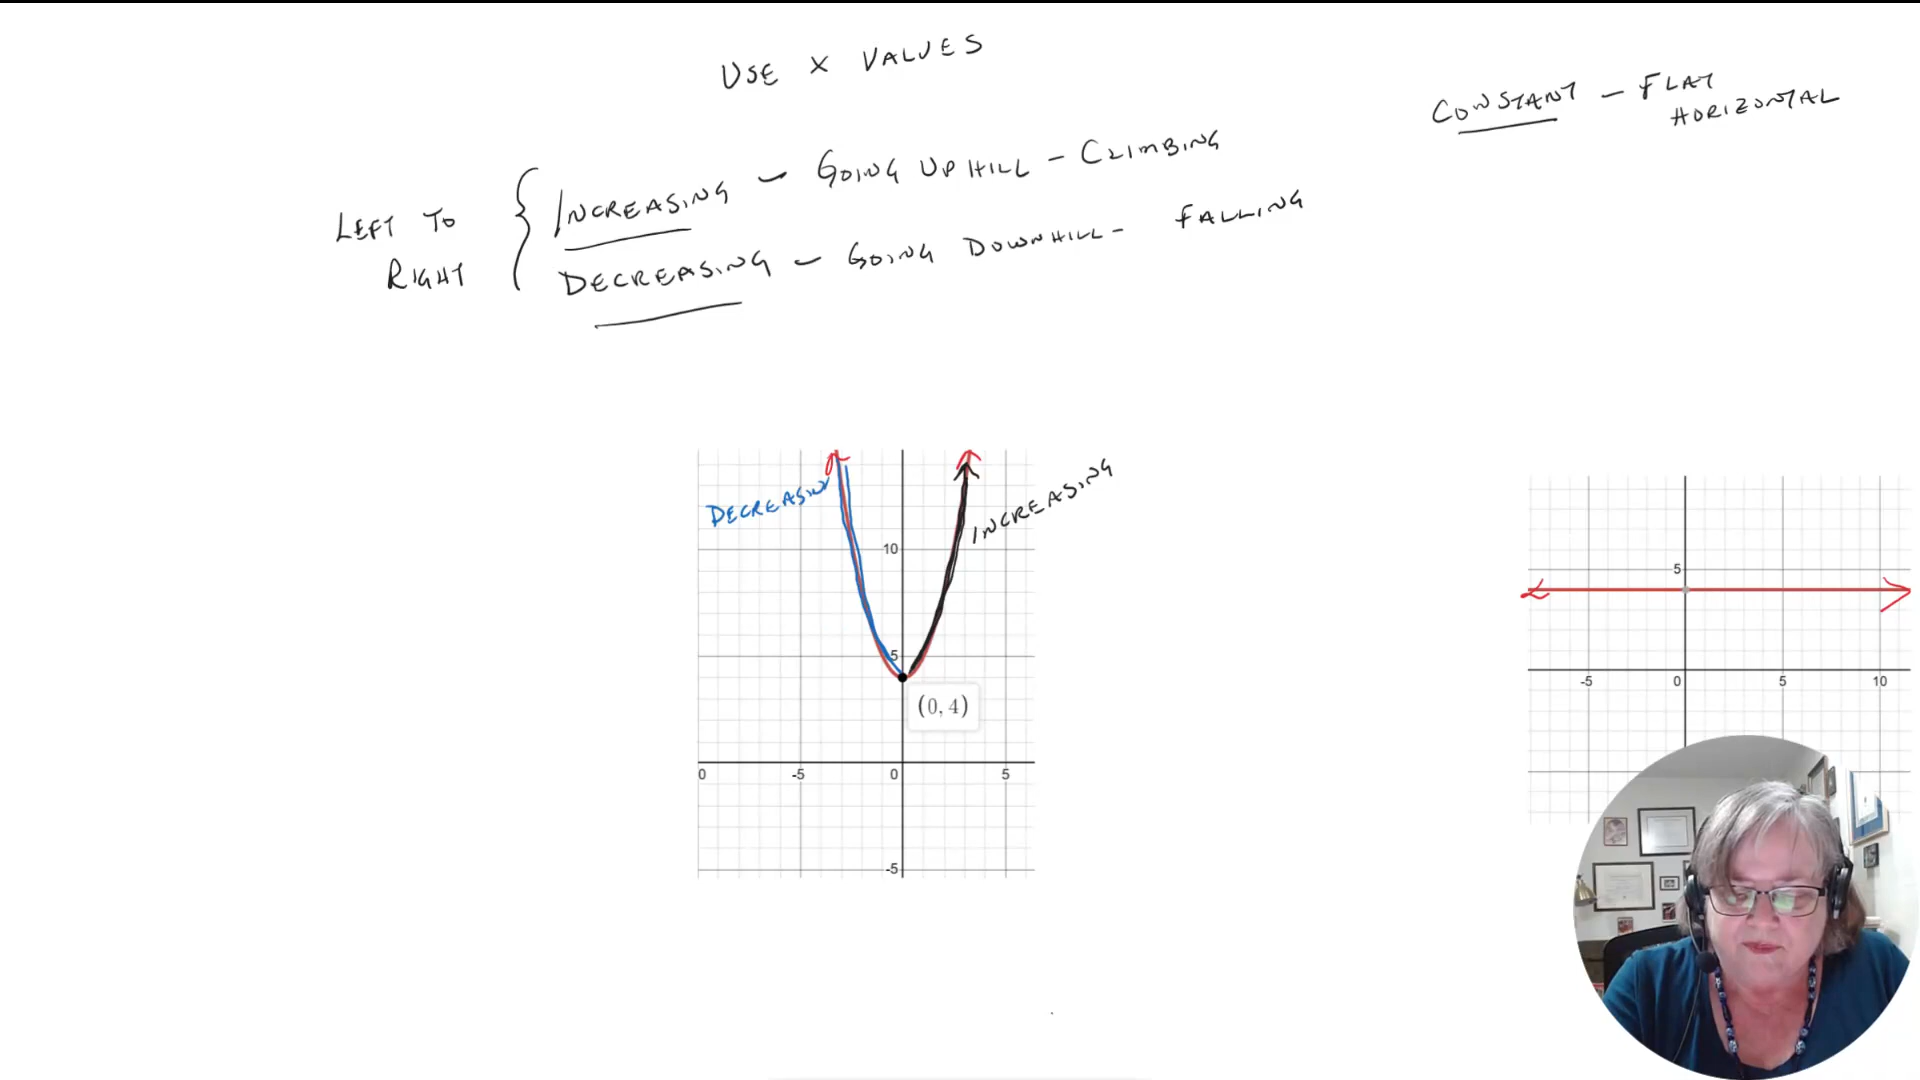 USE X VALUES
CONSTANT - FLAT
HORIZONTAL
LEFT TO
RIGHT
INCREASING - GOING UP HILL - CLIMBING
DECREASING - GOING DOWNHILL - FALLING
DECREASING
INCREASING
10
5
(0, 4)
0 -5 0 5
-5
5
-5 0 5 10